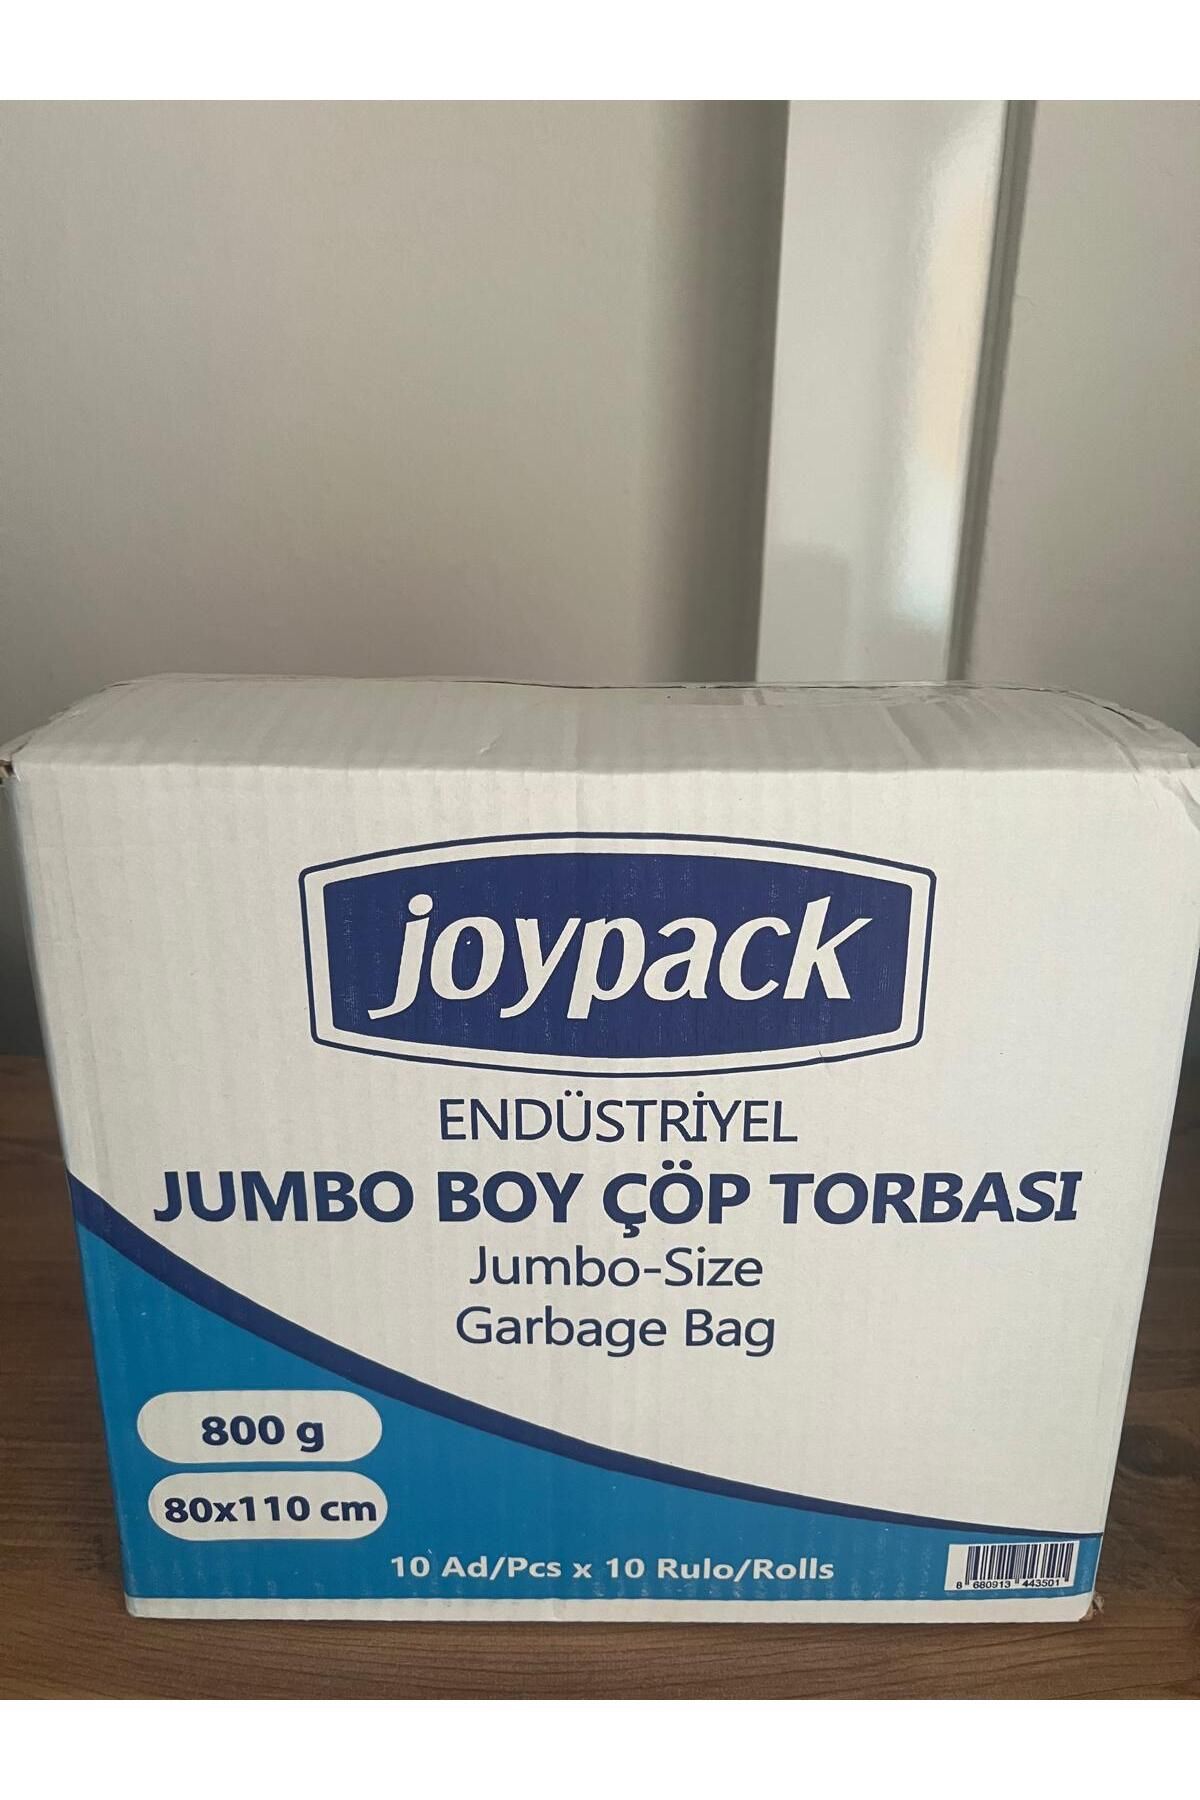 joypack
ENDÜSTRİYEL
JUMBO BOY ÇÖP TORBASI
Jumbo-Size
Garbage Bag
800 g
80x110 cm
10 Ad/Pcs x 10 Rulo/Rolls
8 680913 443501